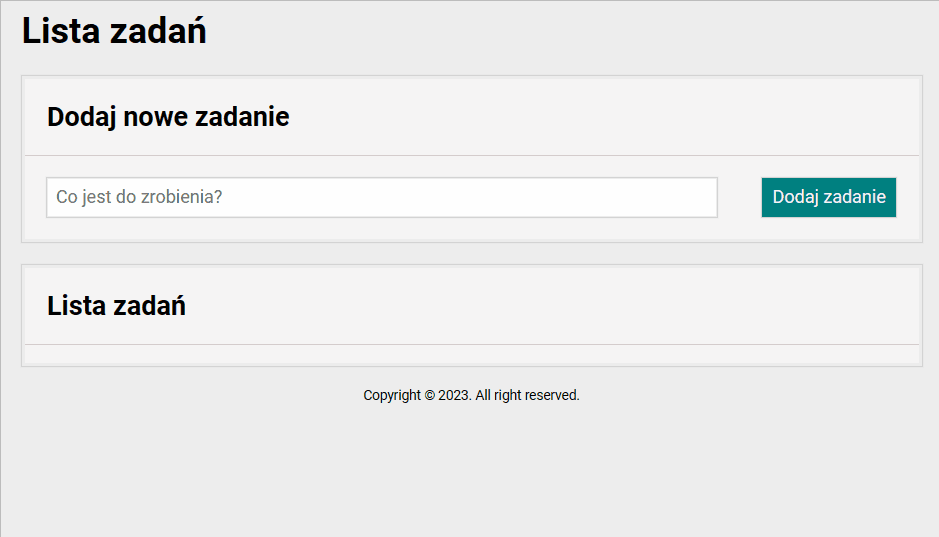 Lista zadań
Dodaj nowe zadanie
Co jest do zrobienia?
Dodaj zadanie
Lista zadań
Copyright © 2023. All right reserved.